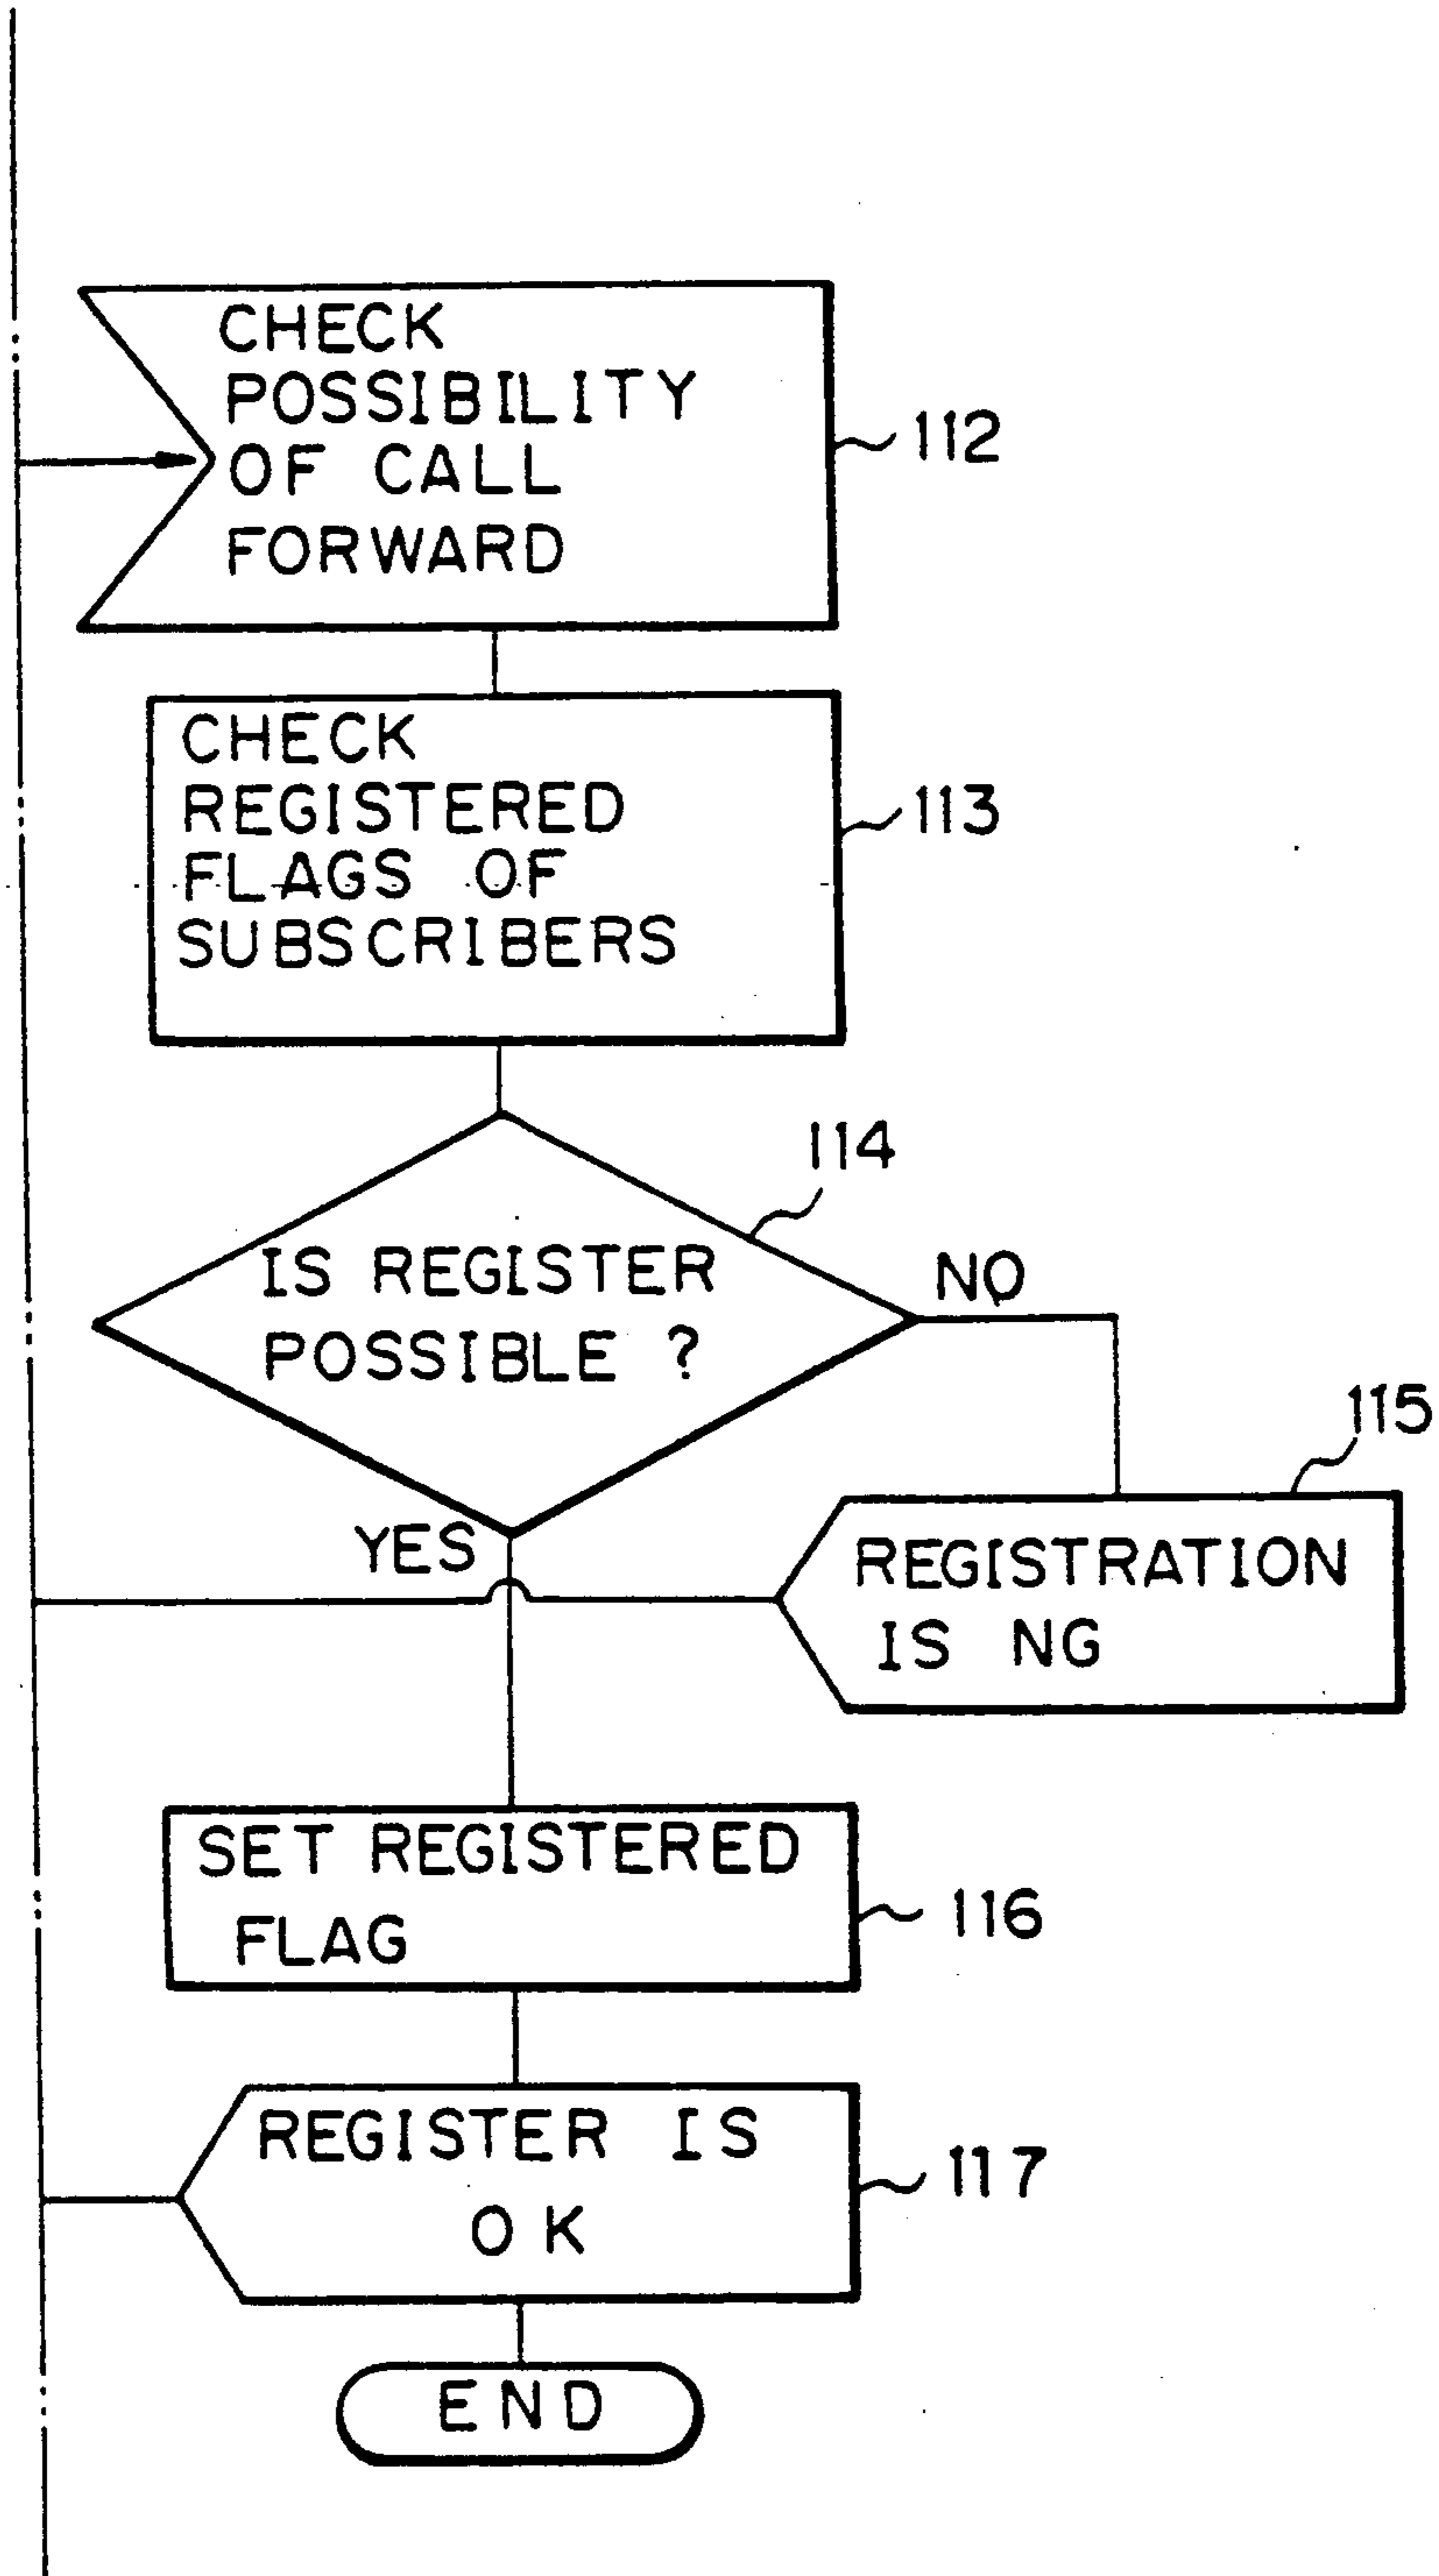 CHECK
POSSIBILITY
OF CALL
FORWARD
112
CHECK
REGISTERED
FLAGS OF
SUBSCRIBERS
113
114
IS REGISTER
POSSIBLE ?
NO
115
YES
REGISTRATION
IS NG
SET REGISTERED
FLAG
116
REGISTER IS
OK
117
END